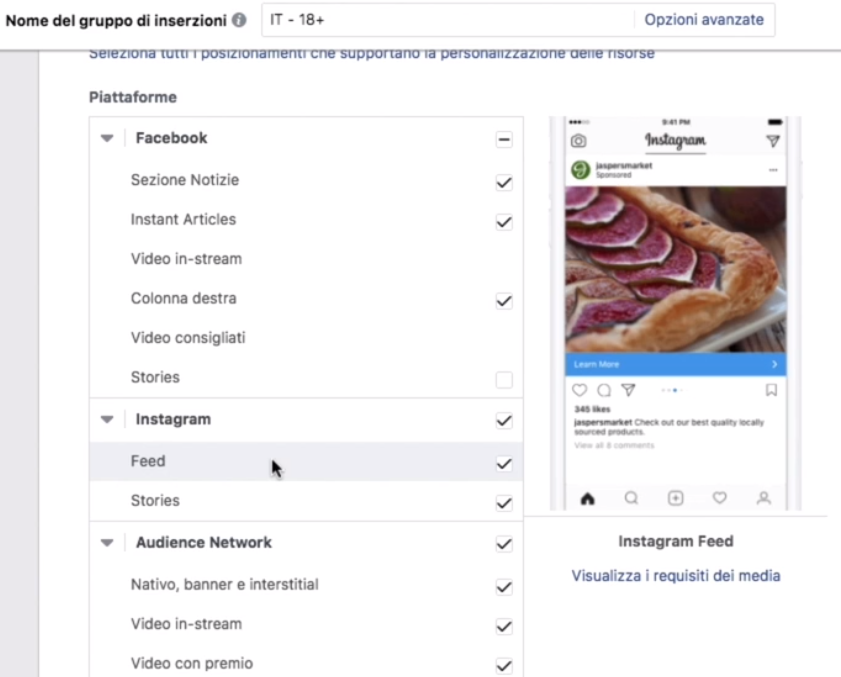 Nome del gruppo di inserzioni
IT - 18+
Opzioni avanzate
Seleziona tutti i posizionamenti che supportano la personalizzazione delle risorse
Piattaforme
Facebook
Sezione Notizie
Instant Articles
Video in-stream
Colonna destra
Video consigliati
Stories
Instagram
Feed
Stories
Audience Network
Nativo, banner e interstitial
Video in-stream
Video con premio
9:41 PM
Instagram
jaspersmarket
Sponsored
Learn More
345 likes
jaspersmarket Check out our best quality locally
sourced products.
View all 8 comments
Instagram Feed
Visualizza i requisiti dei media